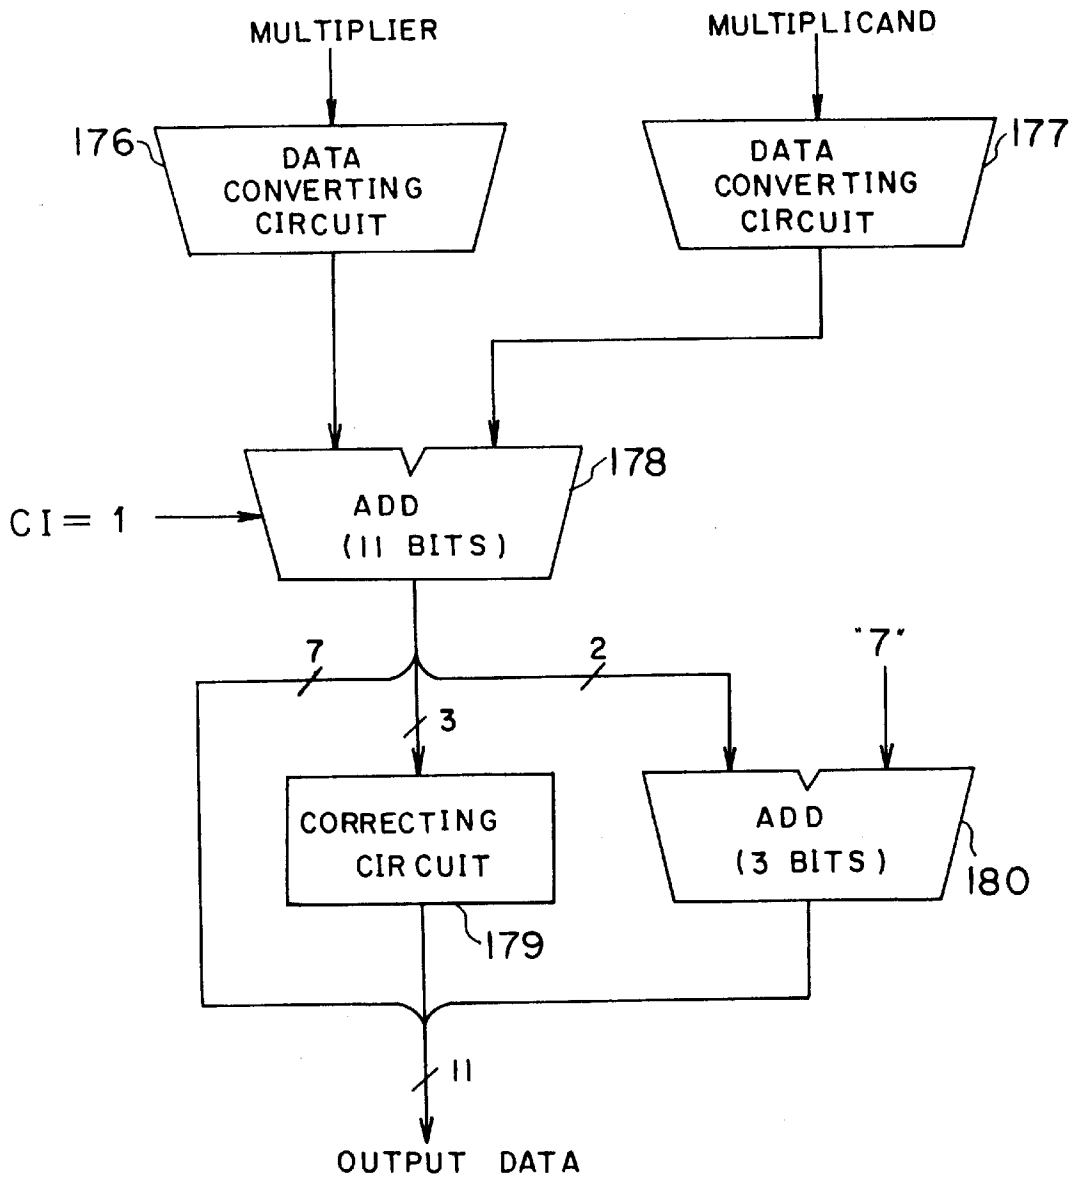 MULTIPLIER
MULTIPLICAND
176
DATA
CONVERTING
CIRCUIT
177
DATA
CONVERTING
CIRCUIT
178
CI = 1
ADD
(11 BITS)
7
2
"7"
3
CORRECTING
CIRCUIT
179
ADD
(3 BITS)
180
11
OUTPUT DATA